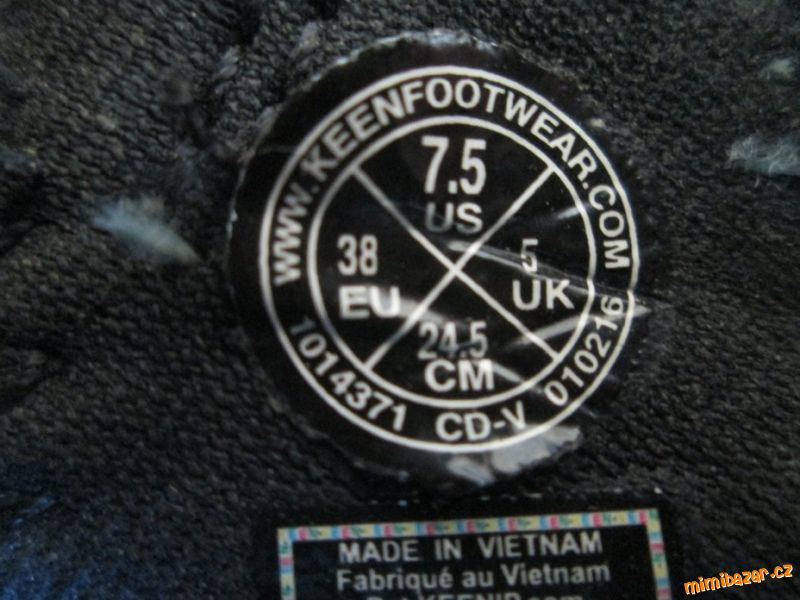 WWW.KEENFOOTWEAR.COM
7.5
US
38
EU
5
UK
24.5
CM
1014371 CD-V 010216
MADE IN VIETNAM
Fabriqué au Vietnam
mimibazar.cz